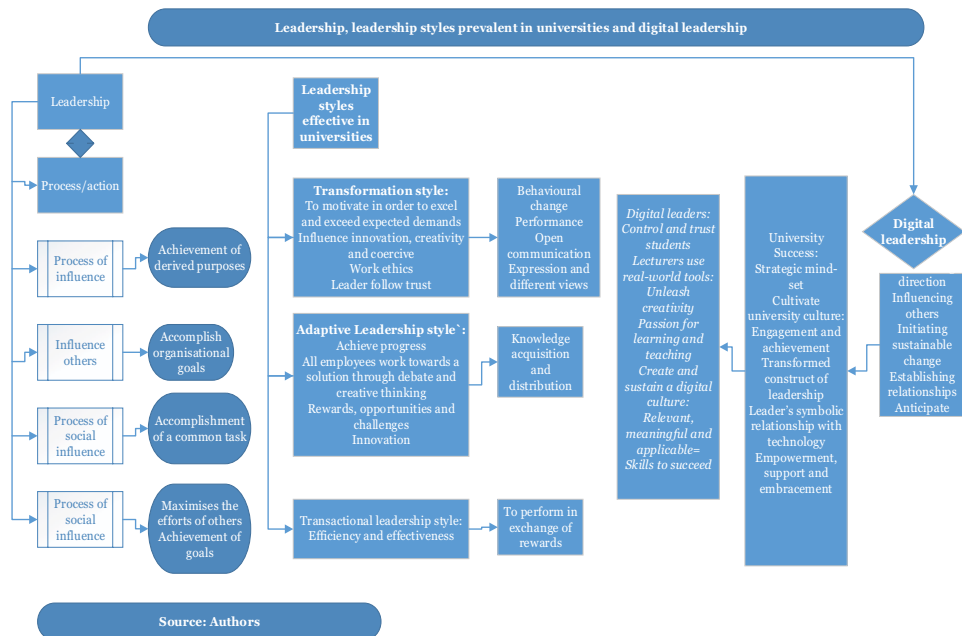 Leadership, leadership styles prevalent in universities and digital leadership
Leadership
Process/action
Process of
influence
Achievement of
derived purposes
Influence
others
Accomplish
organisational
goals
Process of
social
influence
Accomplishment
of a common task
Process of
social
influence
Maximises the
efforts of others
Achievement of
goals
Leadership
styles
effective in
universities
Transformation style:
To motivate in order to excel
and exceed expected demands
Influence innovation, creativity
and coercive
Work ethics
Leader follow trust
Behavioural
change
Performance
Open
communication
Expression and
different views
Adaptive Leadership style`:
Achieve progress
All employees work towards a
solution through debate and
creative thinking
Rewards, opportunities and
challenges
Innovation
Knowledge
acquisition
and
distribution
Transactional leadership style:
Efficiency and effectiveness
To perform in
exchange of
rewards
Digital leaders:
Control and trust
students
Lecturers use
real-world tools:
Unleash
creativity
Passion for
learning and
teaching
Create and
sustain a digital
culture:
Relevant,
meaningful and
applicable=
Skills to succeed
University
Success:
Strategic mind-
set
Cultivate
university culture:
Engagement and
achievement
Transformed
construct of
leadership
Leader's symbolic
relationship with
technology
Empowerment,
support and
embracement
Digital
leadership
direction
Influencing
others
Initiating
sustainable
change
Establishing
relationships
Anticipate
Source: Authors